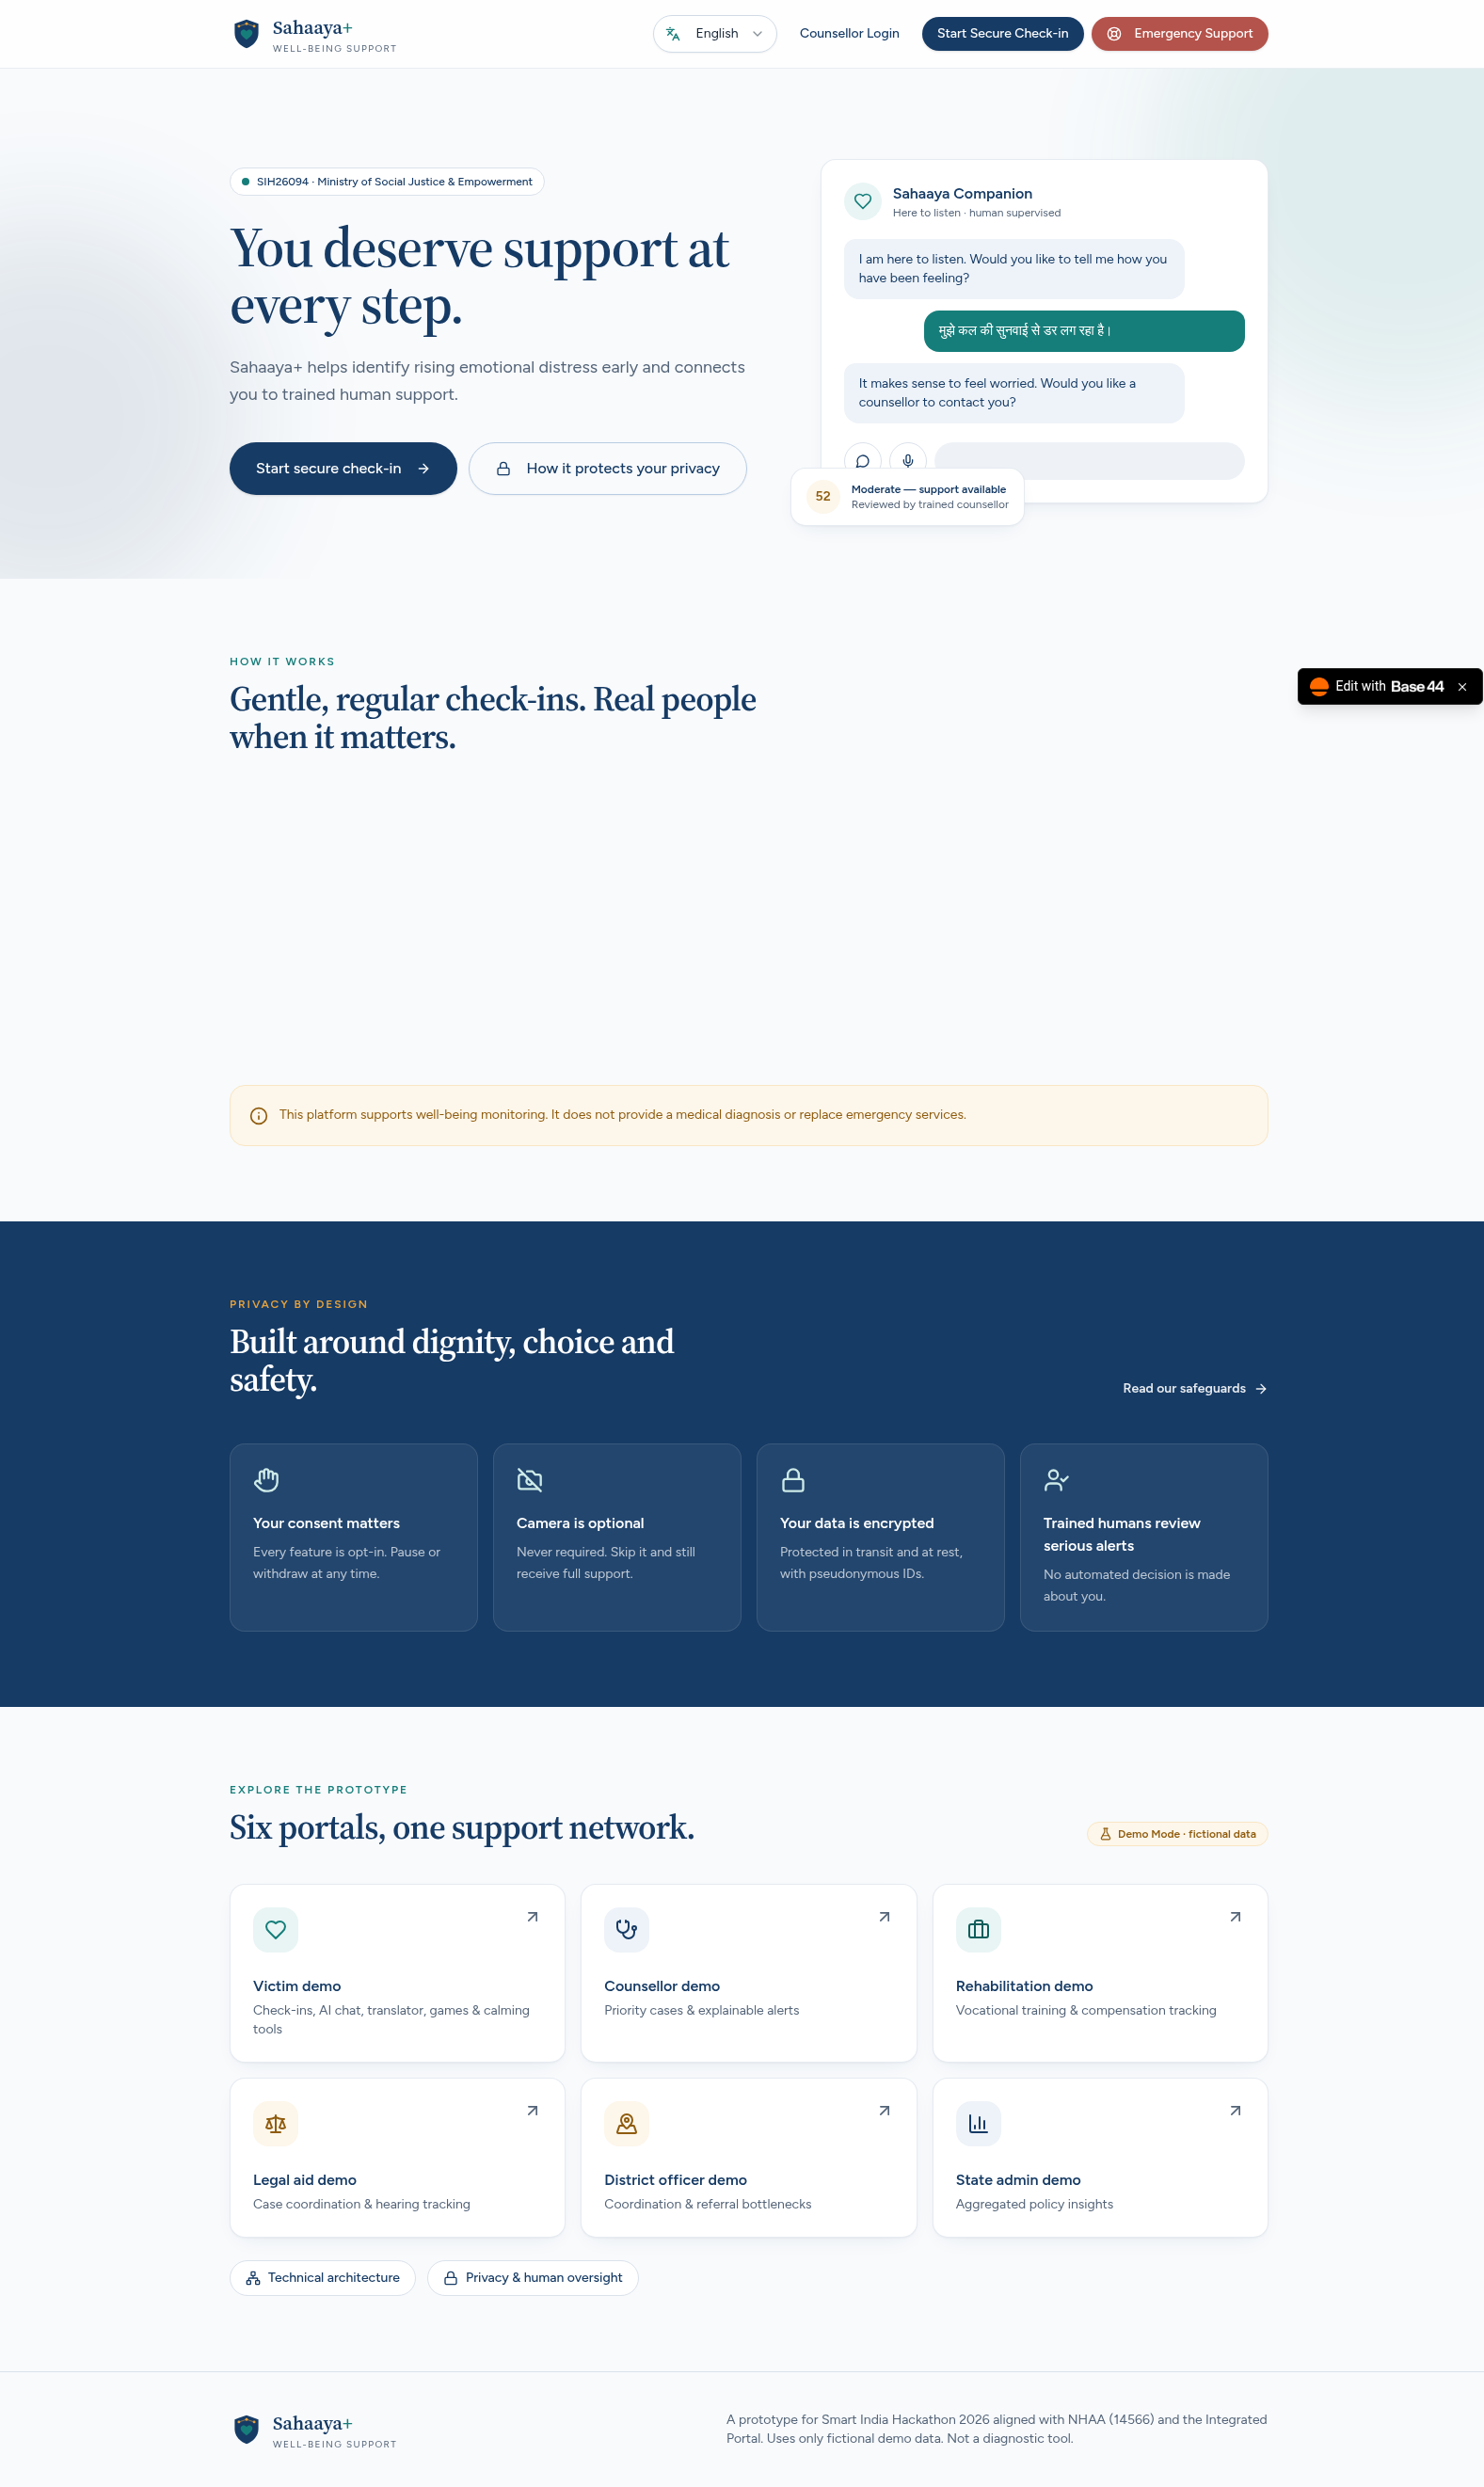 Sahaaya+
WELL-BEING SUPPORT
English
Counsellor Login
Start Secure Check-in
Emergency Support
SIH26094 · Ministry of Social Justice & Empowerment
You deserve support at
every step.
Sahaaya+ helps identify rising emotional distress early and connects
you to trained human support.
Start secure check-in
How it protects your privacy
Sahaaya Companion
Here to listen · human supervised
I am here to listen. Would you like to tell me how you
have been feeling?
मुझे कल की सुनवाई से डर लग रहा है।
It makes sense to feel worried. Would you like a
counsellor to contact you?
52
Moderate — support available
Reviewed by trained counsellor
HOW IT WORKS
Gentle, regular check-ins. Real people
when it matters.
Edit with Base44
This platform supports well-being monitoring. It does not provide a medical diagnosis or replace emergency services.
PRIVACY BY DESIGN
Built around dignity, choice and
safety.
Read our safeguards
Your consent matters
Every feature is opt-in. Pause or
withdraw at any time.
Camera is optional
Never required. Skip it and still
receive full support.
Your data is encrypted
Protected in transit and at rest,
with pseudonymous IDs.
Trained humans review
serious alerts
No automated decision is made
about you.
EXPLORE THE PROTOTYPE
Six portals, one support network.
Demo Mode · fictional data
Victim demo
Check-ins, AI chat, translator, games & calming
tools
Counsellor demo
Priority cases & explainable alerts
Rehabilitation demo
Vocational training & compensation tracking
Legal aid demo
Case coordination & hearing tracking
District officer demo
Coordination & referral bottlenecks
State admin demo
Aggregated policy insights
Technical architecture
Privacy & human oversight
Sahaaya+
WELL-BEING SUPPORT
A prototype for Smart India Hackathon 2026 aligned with NHAA (14566) and the Integrated
Portal. Uses only fictional demo data. Not a diagnostic tool.